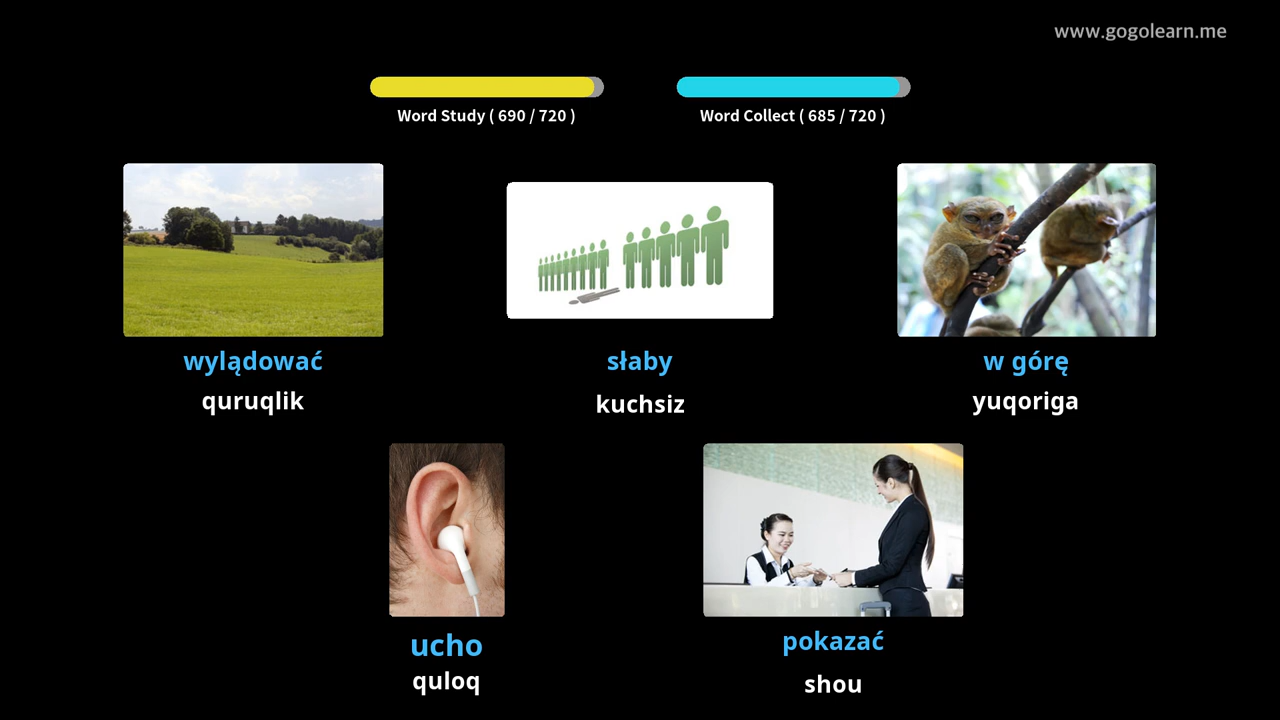 www.gogolearn.me
Word Study ( 690 / 720 )
Word Collect ( 685 / 720 )
wylądować
słaby
w górę
quruqlik
kuchsiz
yuqoriga
ucho
pokazać
quloq
shou